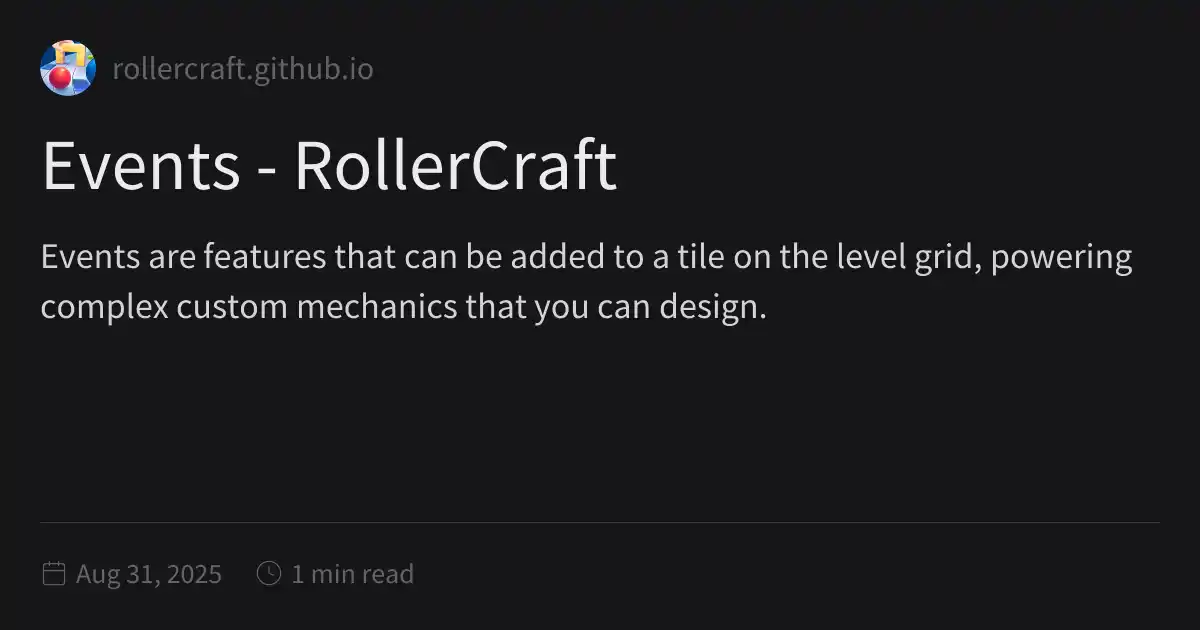 rollercraft.github.io
Events - RollerCraft
Events are features that can be added to a tile on the level grid, powering
complex custom mechanics that you can design.
Aug 31, 2025 1 min read